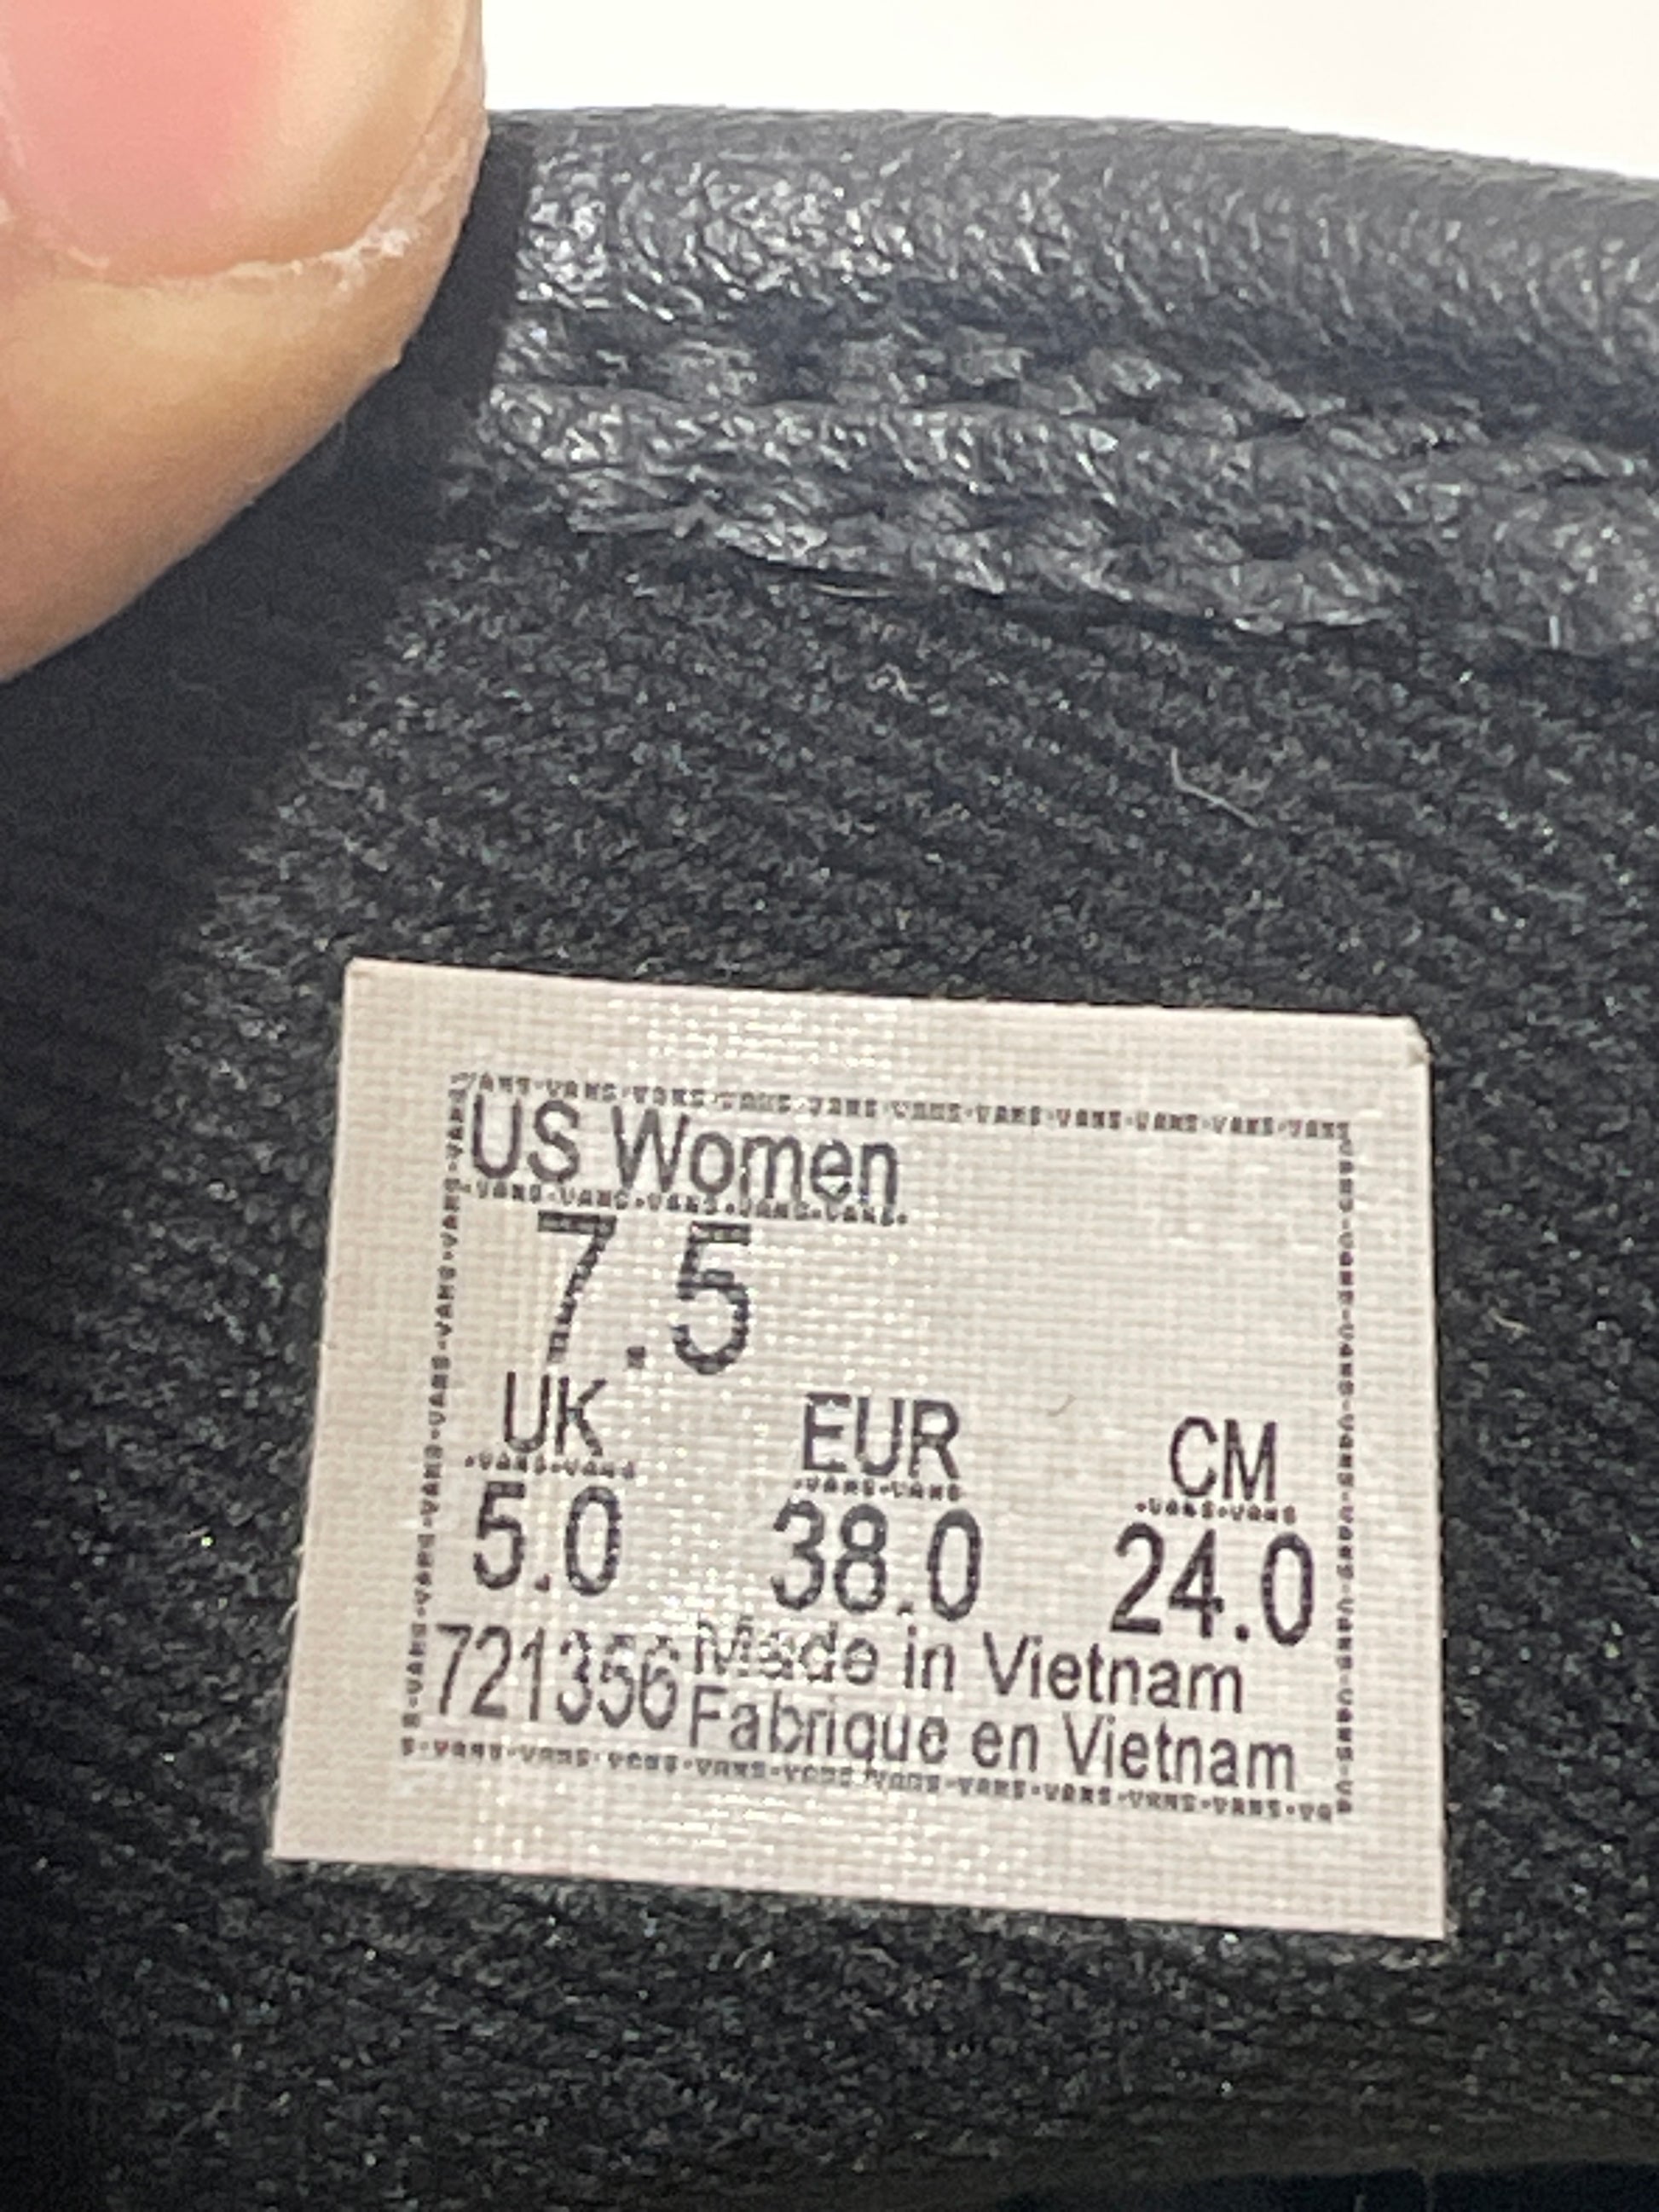 US Women
7.5
UK EUR CM
5.0 38.0 24.0
721356 Made in Vietnam
Fabrique en Vietnam